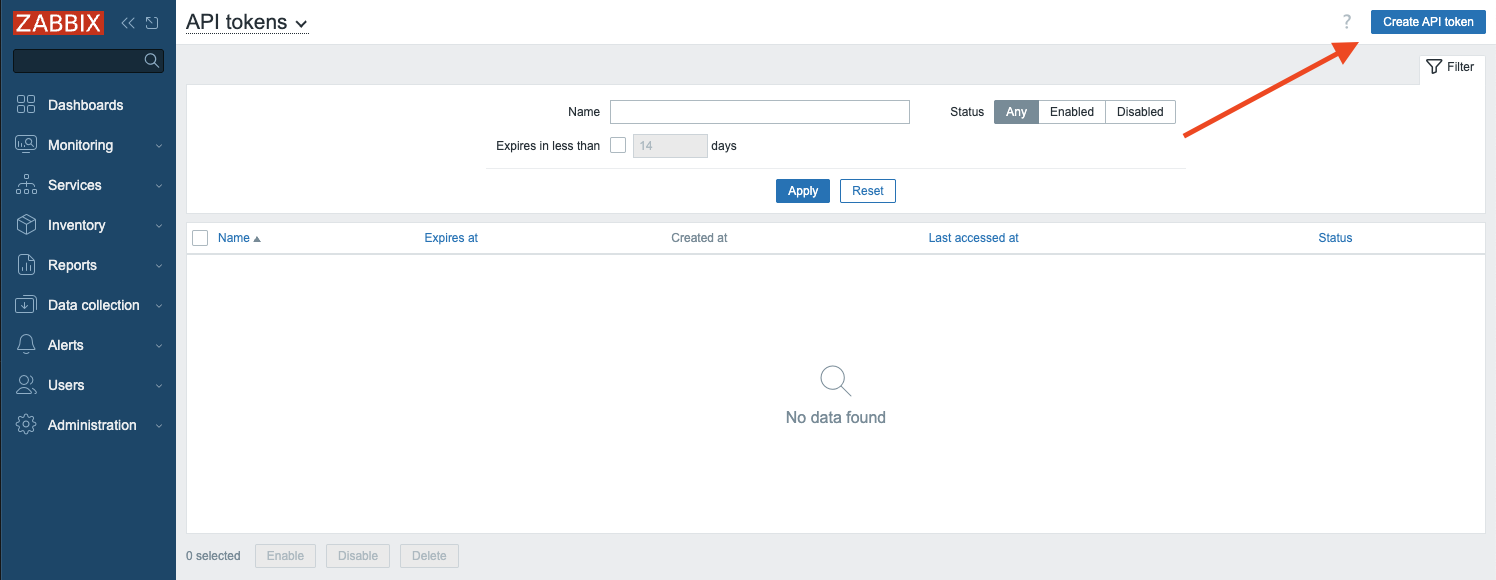 ZABBIX
Dashboards
Monitoring
Services
Inventory
Reports
Data collection
Alerts
Users
Administration
API tokens
? Create API token
Filter
Name
Status Any Enabled Disabled
Expires in less than 14 days
Apply Reset
Name Expires at Created at Last accessed at Status
No data found
0 selected Enable Disable Delete